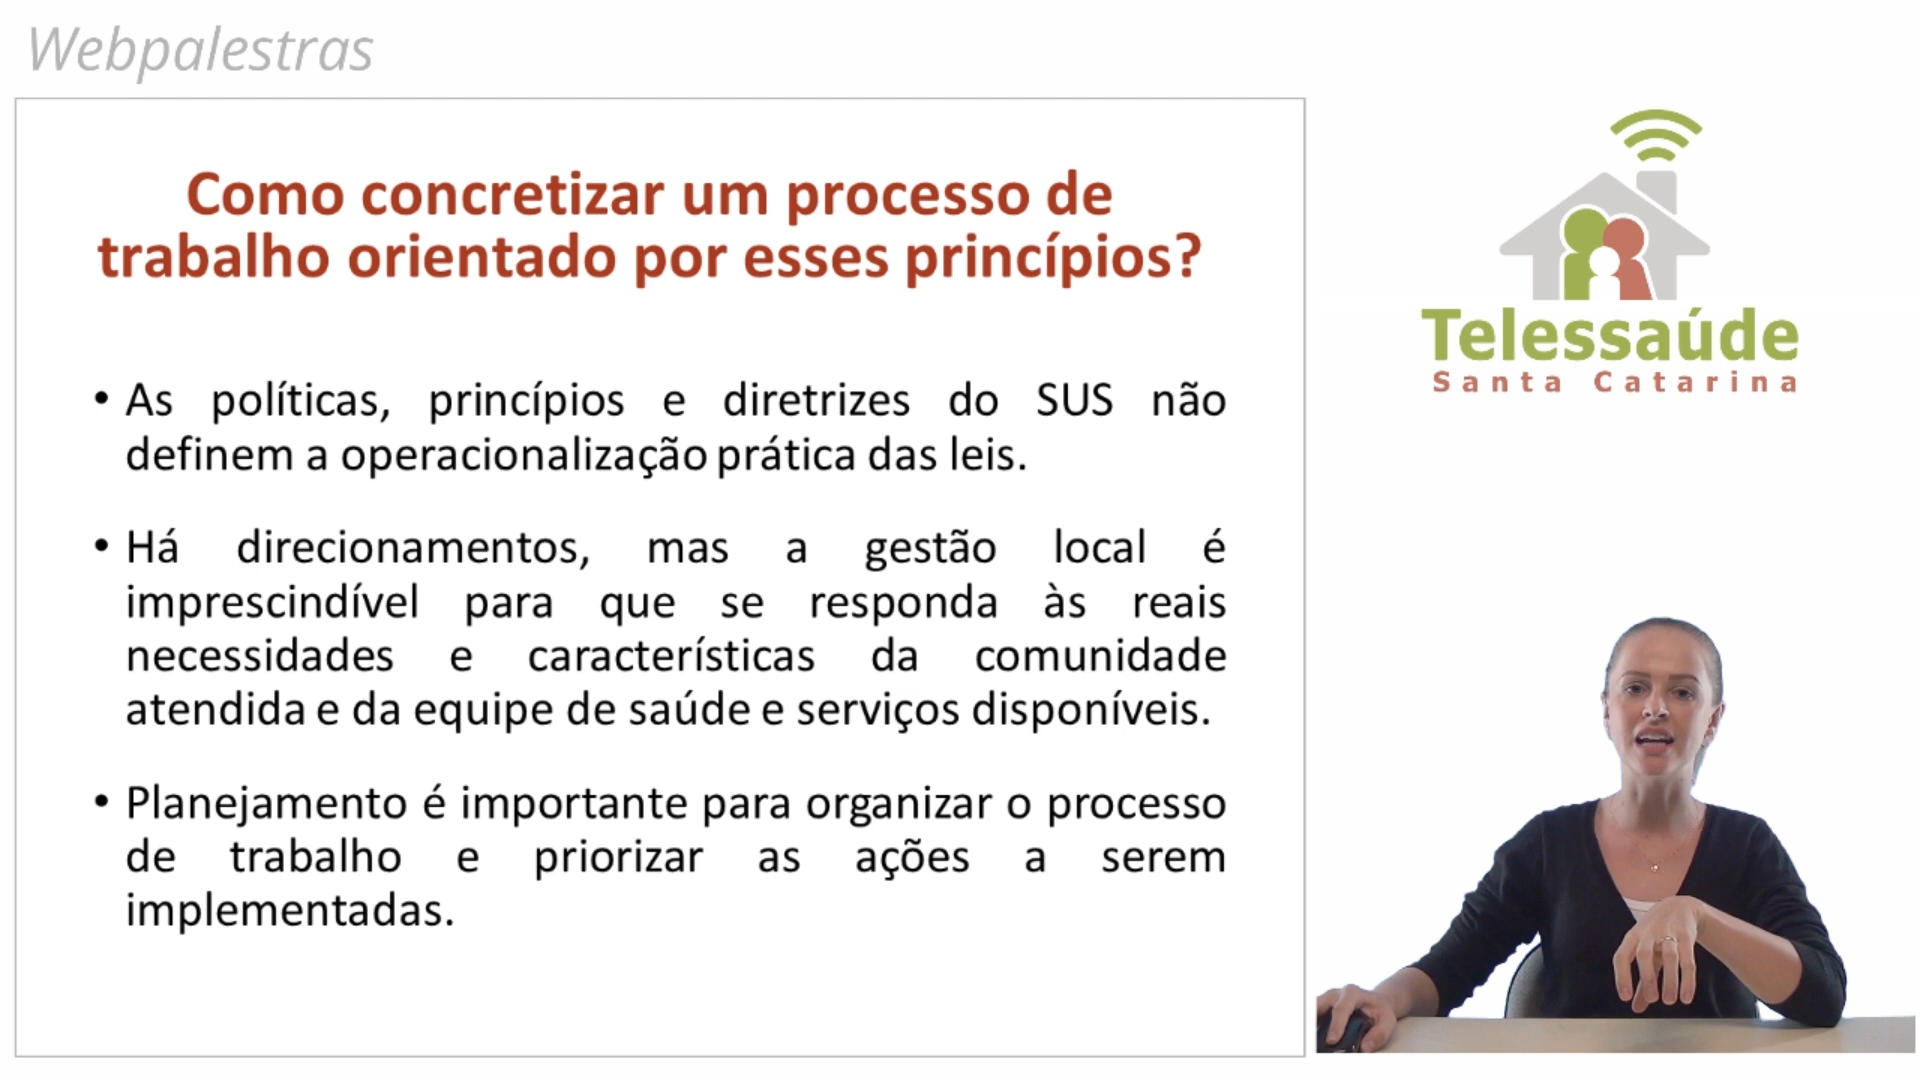 Webpalestras
Como concretizar um processo de
trabalho orientado por esses princípios?
• As políticas, princípios e diretrizes do SUS não
definem a operacionalização prática das leis.
• Há direcionamentos, mas a gestão local é
imprescindível para que se responda às reais
necessidades e características da comunidade
atendida e da equipe de saúde e serviços disponíveis.
• Planejamento é importante para organizar o processo
de trabalho e priorizar as ações a serem
implementadas.
Telessaúde
Santa Catarina